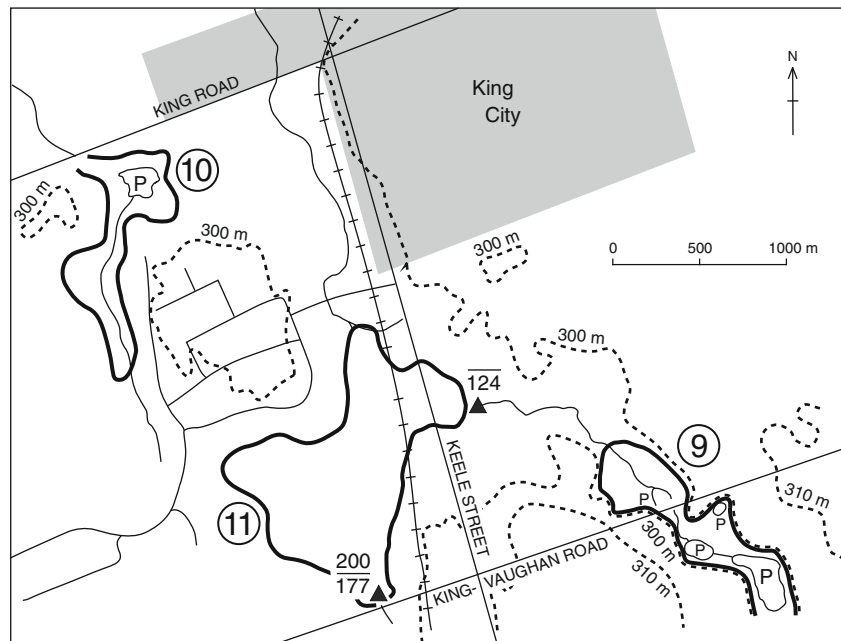 N
King
City
KING ROAD
10
P
300 m
300 m
300 m
0 500 1000 m
124
300 m
9
KEELE STREET
11
P
P
310 m
300 m
P
P
200
177
KING- VAUGHAN ROAD
310 m